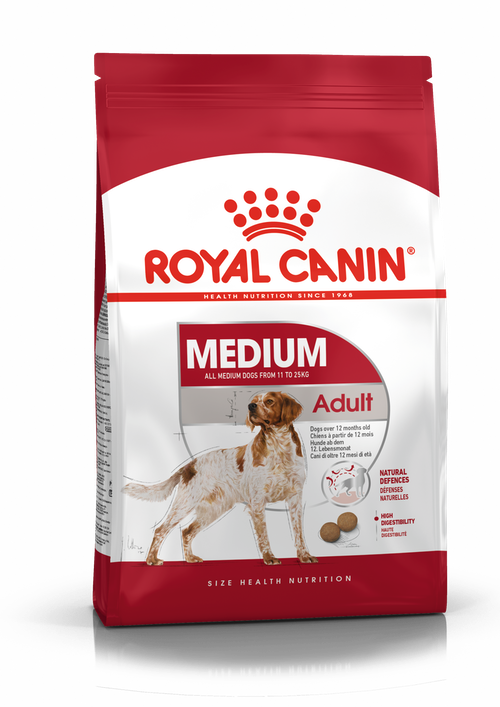 ROYAL CANIN®
HEALTH NUTRITION SINCE 1968
MEDIUM
ALL MEDIUM DOGS FROM 11 TO 25KG
Adult
Dogs over 12 months old
Chiens à partir de 12 mois
Hunde ab dem
12. Lebensmonat
Cani di oltre 12 mesi di età
NATURAL
DEFENCES
DÉFENSES
NATURELLES
HIGH
DIGESTIBILITY
HAUTE
DIGESTIBILITÉ
SIZE HEALTH NUTRITION